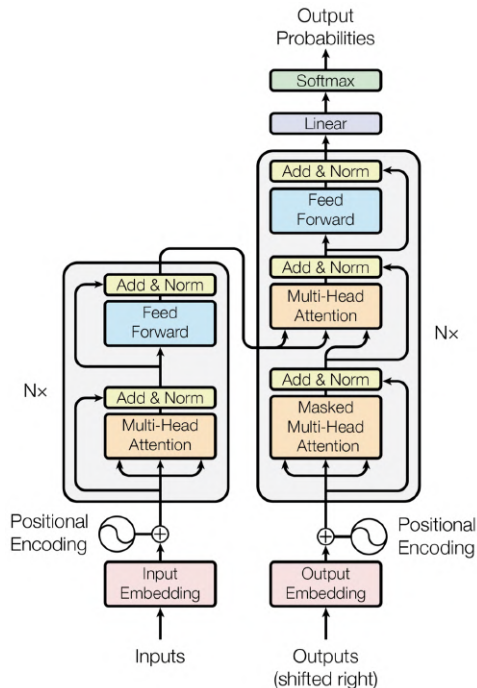 Output
Probabilities
Softmax
Linear
Add & Norm
Feed
Forward
Add & Norm
Multi-Head
Attention
Add & Norm
Masked
Multi-Head
Attention
Nx
Add & Norm
Feed
Forward
Add & Norm
Multi-Head
Attention
Nx
Positional
Encoding
Input
Embedding
Inputs
Positional
Encoding
Output
Embedding
Outputs
(shifted right)